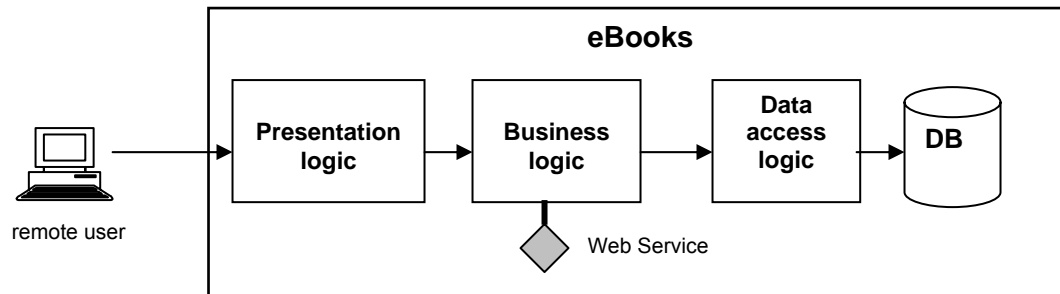 eBooks
Presentation
logic
Business
logic
Data
access
logic
DB
remote user
Web Service